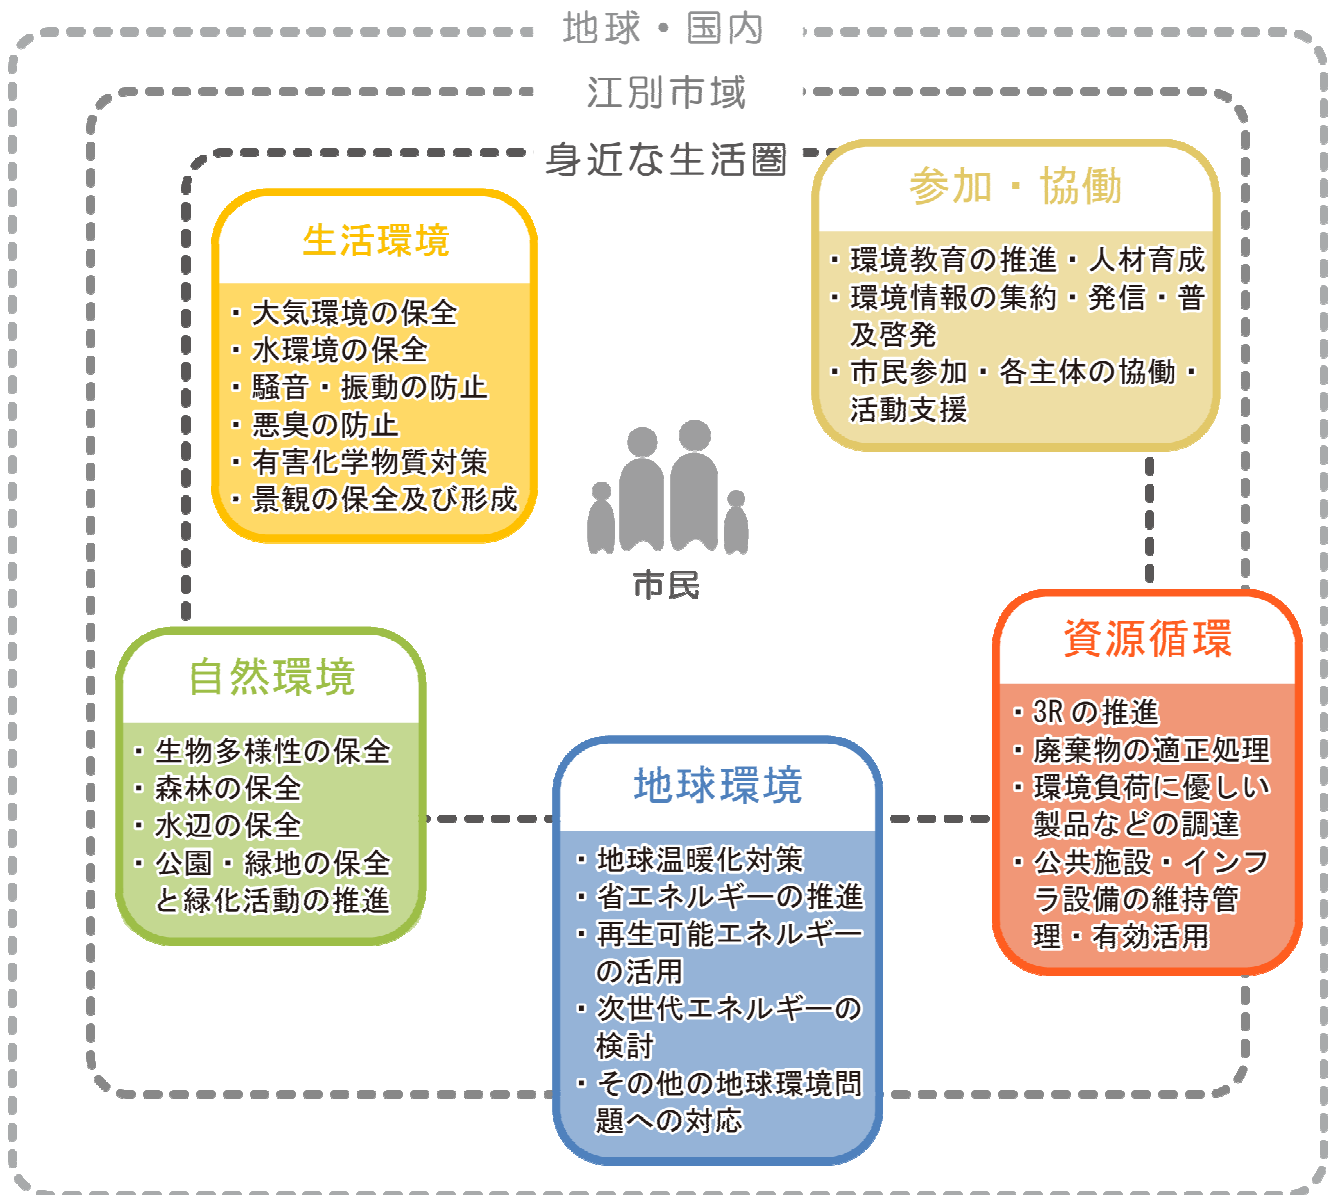 地球・国内
江別市域
身近な生活圏
生活環境
・大気環境の保全
・水環境の保全
・騒音・振動の防止
・悪臭の防止
・有害化学物質対策
・景観の保全及び形成
参加・協働
・環境教育の推進・人材育成
・環境情報の集約・発信・普
及啓発
・市民参加・各主体の協働・
活動支援
市民
自然環境
・生物多様性の保全
・森林の保全
・水辺の保全
・公園・緑地の保全
と緑化活動の推進
地球環境
・地球温暖化対策
・省エネルギーの推進
・再生可能エネルギー
の活用
・次世代エネルギーの
検討
・その他の地球環境問
題への対応
資源循環
・3Rの推進
・廃棄物の適正処理
・環境負荷に優しい
製品などの調達
・公共施設・インフ
ラ設備の維持管
理・有効活用